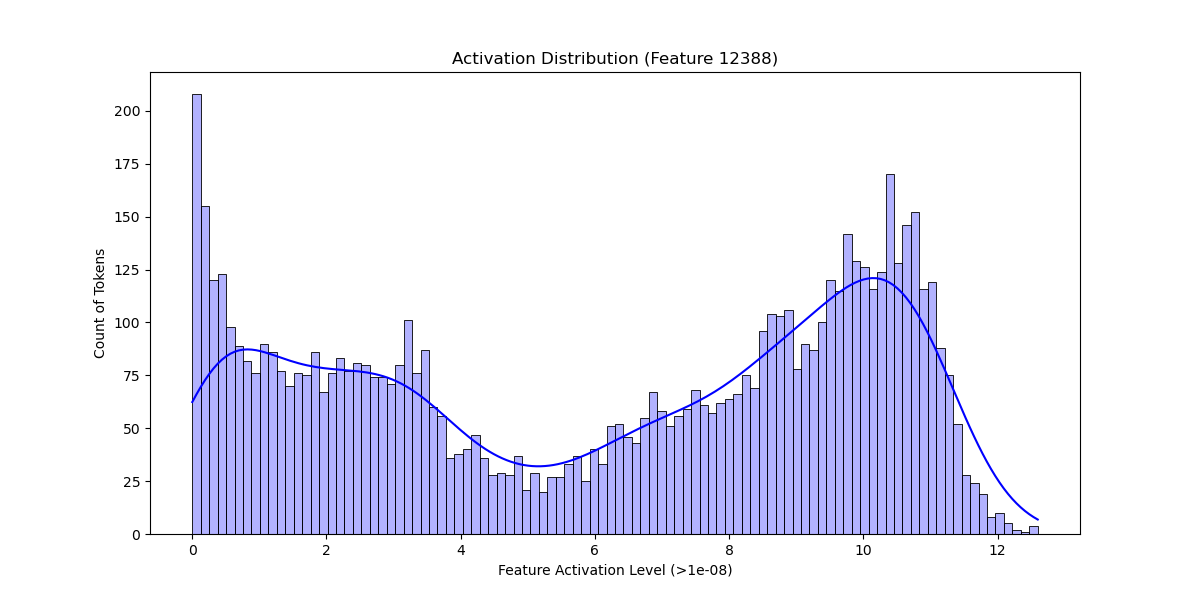 Activation Distribution (Feature 12388)
200
175
150
125
100
75
50
25
0
Count of Tokens
0 2 4 6 8 10 12
Feature Activation Level (>1e-08)